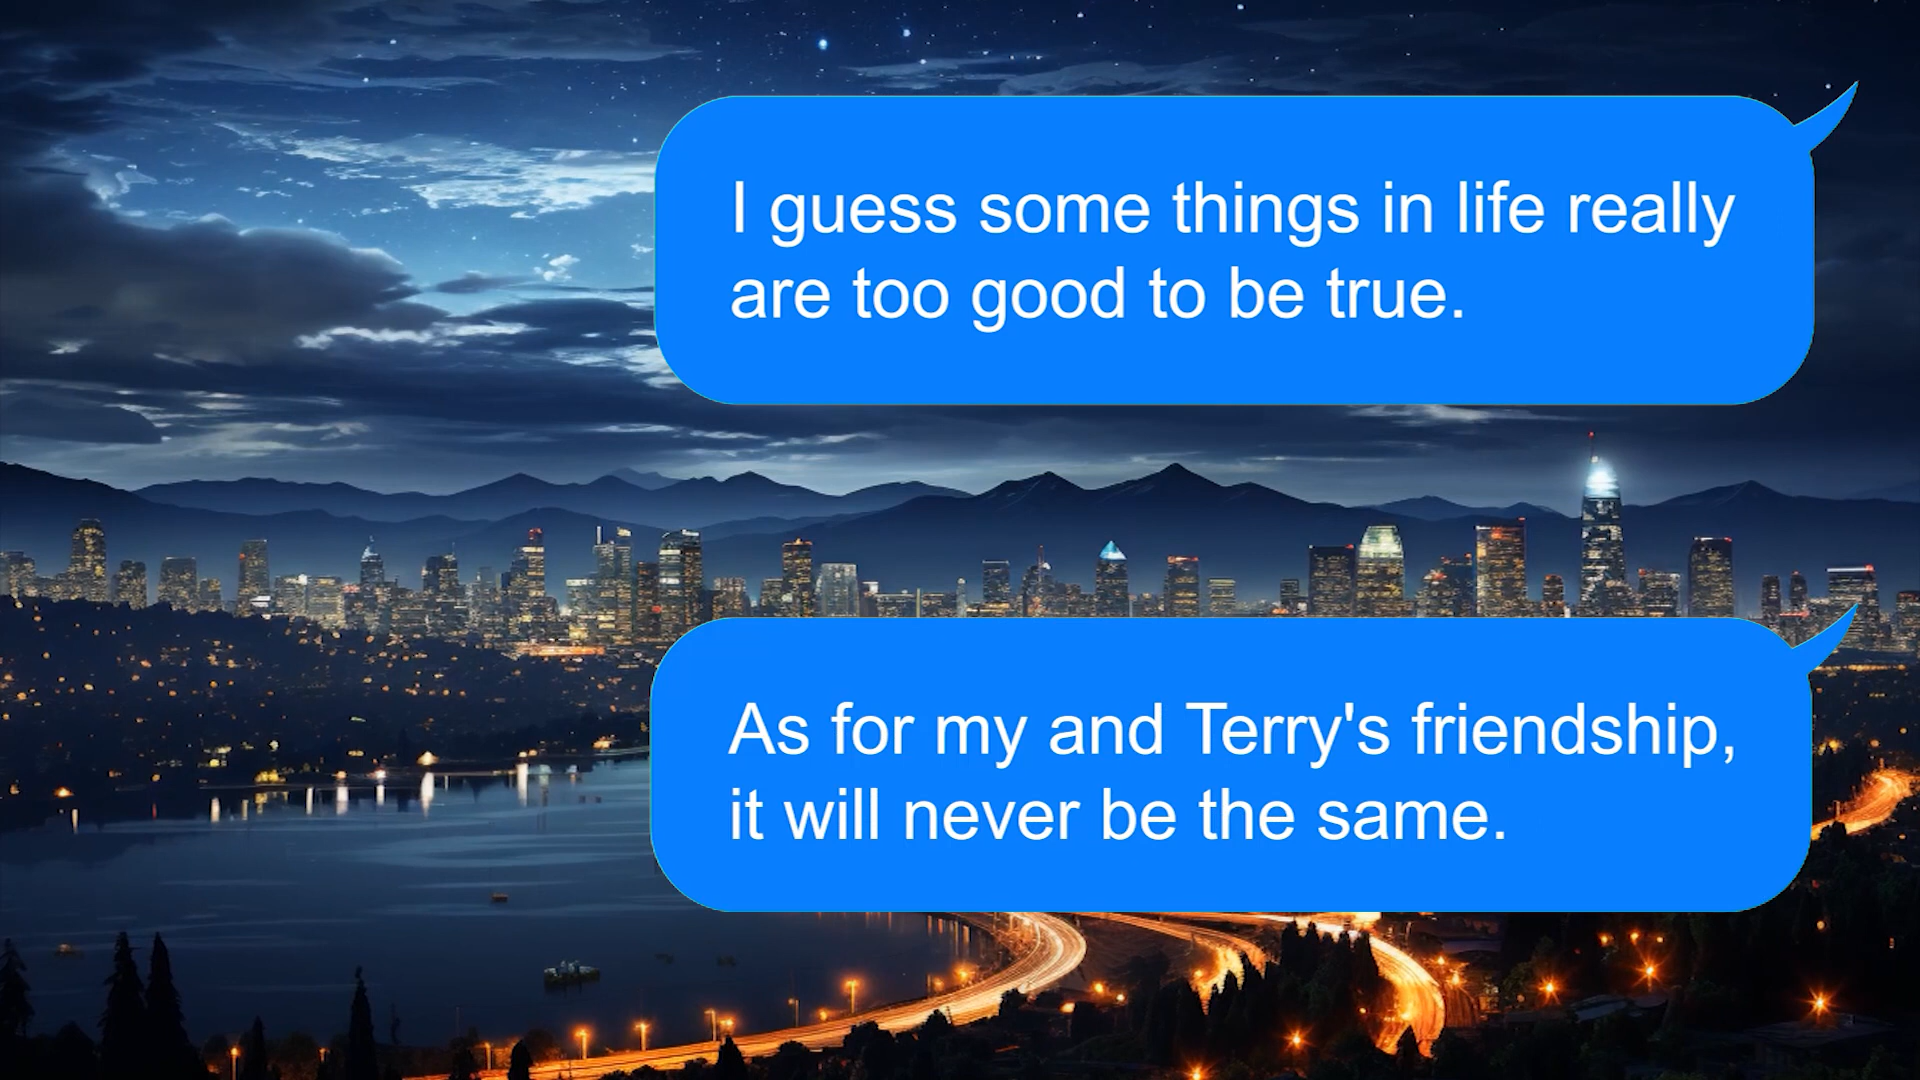 I guess some things in life really
are too good to be true.
As for my and Terry's friendship,
it will never be the same.